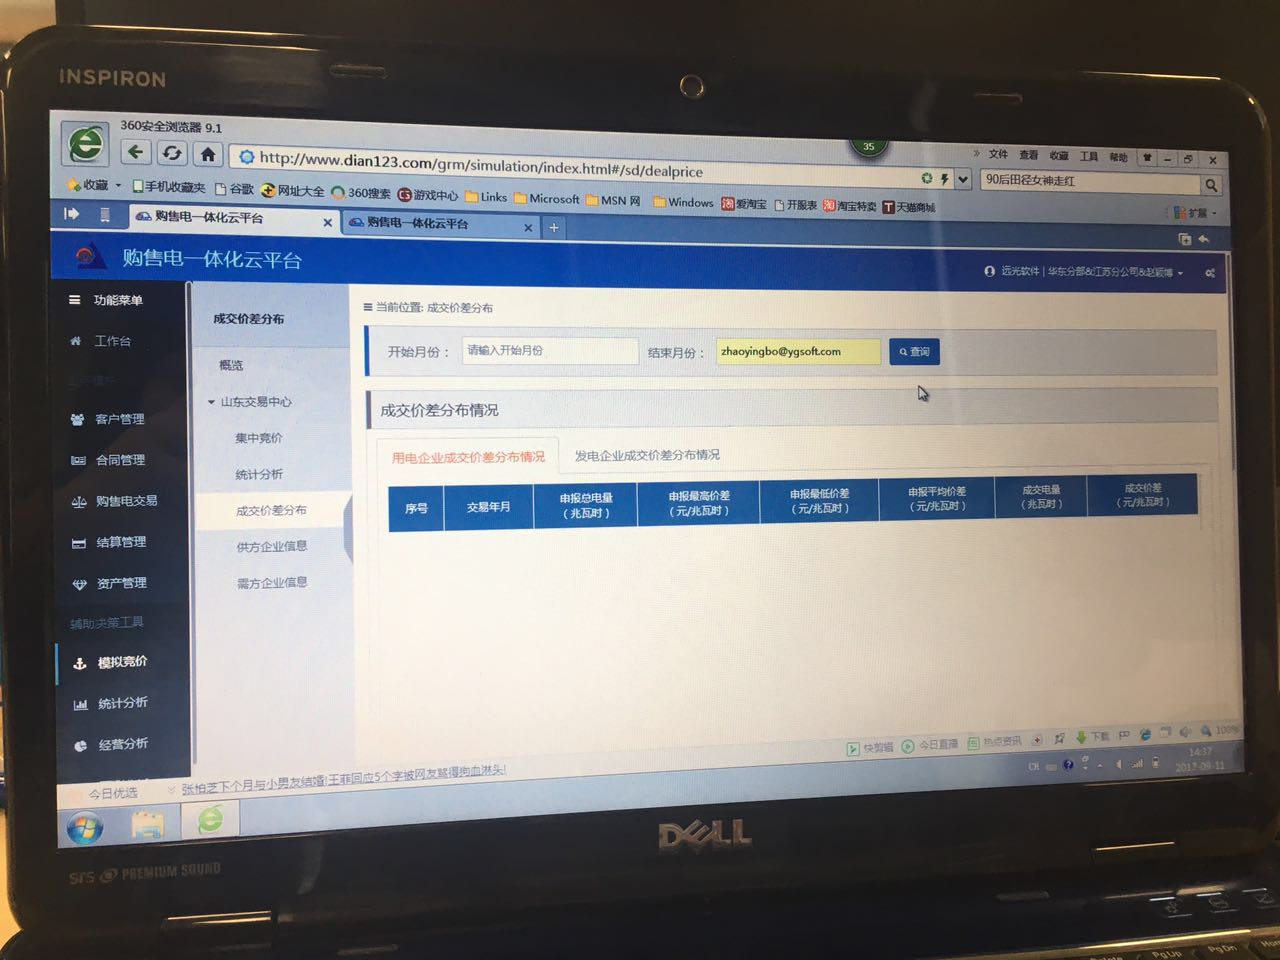 INSPIRON
360安全浏览器 9.1
http://www.dian123.com/grm/simulation/index.html#/sd/dealprice
35
文件 查看 收藏 工具 帮助
90后田径女神走红
收藏 手机收藏夹 谷歌 网址大全 360搜索 游戏中心 Links Microsoft MSN 网 Windows 爱淘宝 开服表 淘宝特卖 天猫商城
扩展
购售电一体化云平台
购售电一体化云平台
购售电一体化云平台
远光软件 | 华东分部&江苏分公司&赵颖博
功能菜单
工作台
客户管理
合同管理
购售电交易
结算管理
资产管理
辅助决策工具
模拟竞价
统计分析
经营分析
成交价差分布
概览
山东交易中心
集中竞价
统计分析
成交价差分布
供方企业信息
需方企业信息
当前位置: 成交价差分布
开始月份： 请输入开始月份 结束月份： zhaoyingbo@ygsoft.com 查询
成交价差分布情况
用电企业成交价差分布情况 发电企业成交价差分布情况
序号
交易年月
申报总电量
（兆瓦时）
申报最高价差
（元/兆瓦时）
申报最低价差
（元/兆瓦时）
申报平均价差
（元/兆瓦时）
成交电量
（兆瓦时）
成交价差
（元/兆瓦时）
快剪辑 今日直播 热点资讯 下载 100%
今日优选 张柏芝下个月与小男友结婚!王菲回应5个字被网友骂得狗血淋头!
CH
14:37
2017-09-11
DELL
SRS PREMIUM SOUND
PgUp
PgDn